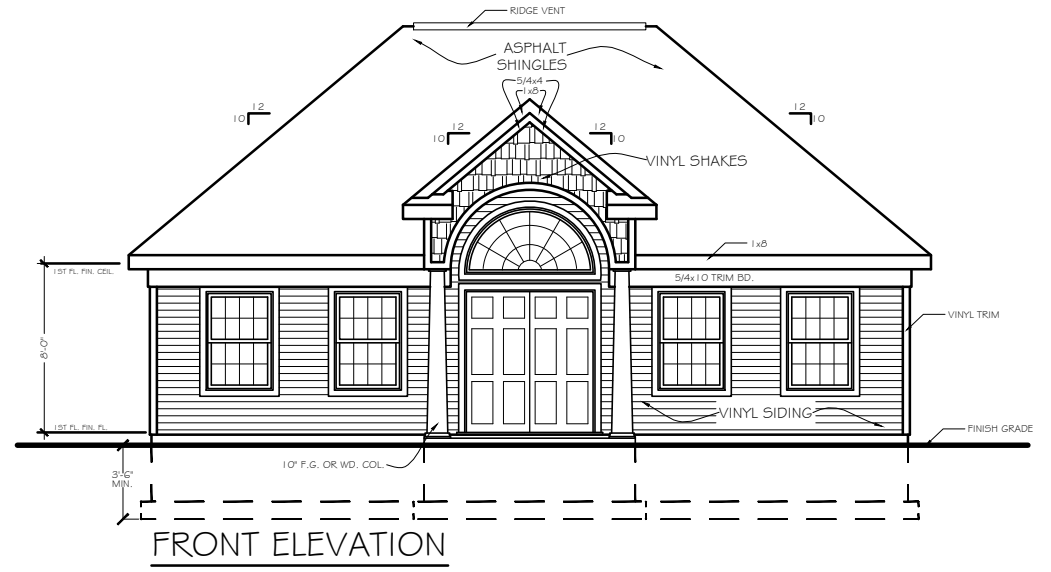 RIDGE VENT
ASPHALT
SHINGLES
5/4x4
1x8
12
10
12
10
12
10
12
10
VINYL SHAKES
1x8
1ST FL. FIN. CEIL.
5/4x10 TRIM BD.
VINYL TRIM
8'-0"
VINYL SIDING
1ST FL. FIN. FL.
FINISH GRADE
10" F.G. OR WD. COL.
3'-6"
MIN.
FRONT ELEVATION